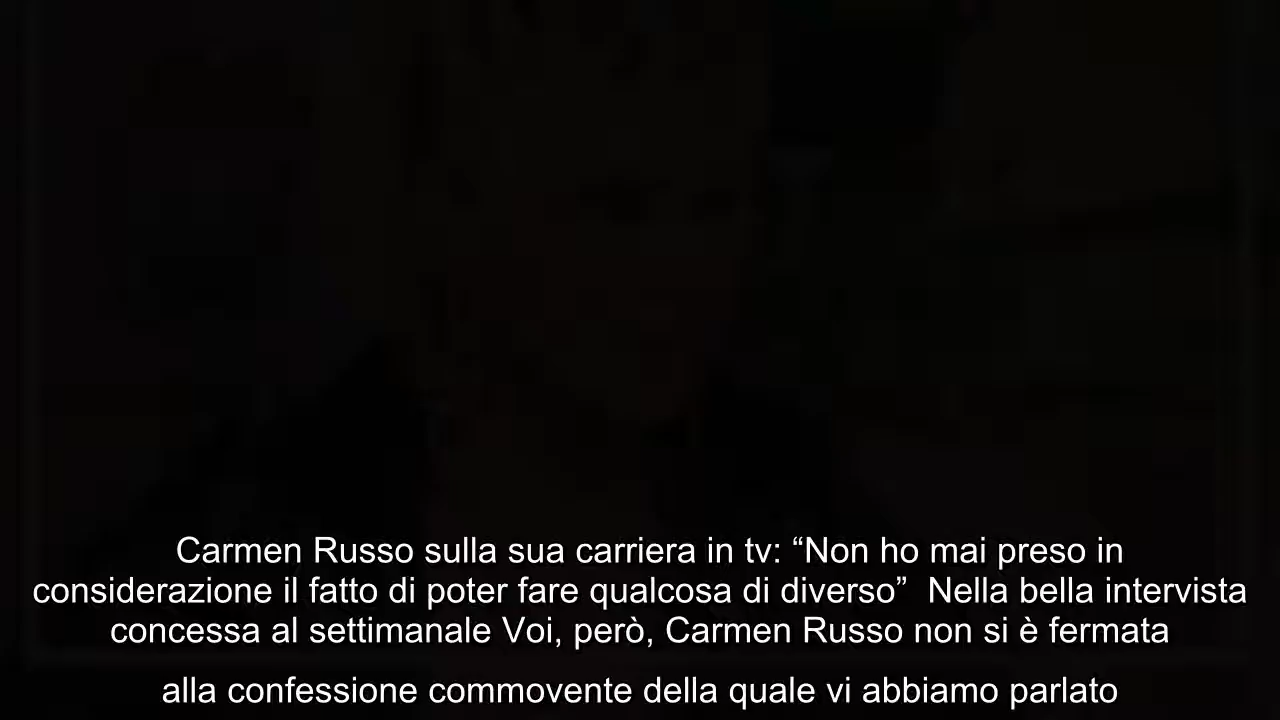 Carmen Russo sulla sua carriera in tv: “Non ho mai preso in
considerazione il fatto di poter fare qualcosa di diverso”  Nella bella intervista
concessa al settimanale Voi, però, Carmen Russo non si è fermata
alla confessione commovente della quale vi abbiamo parlato